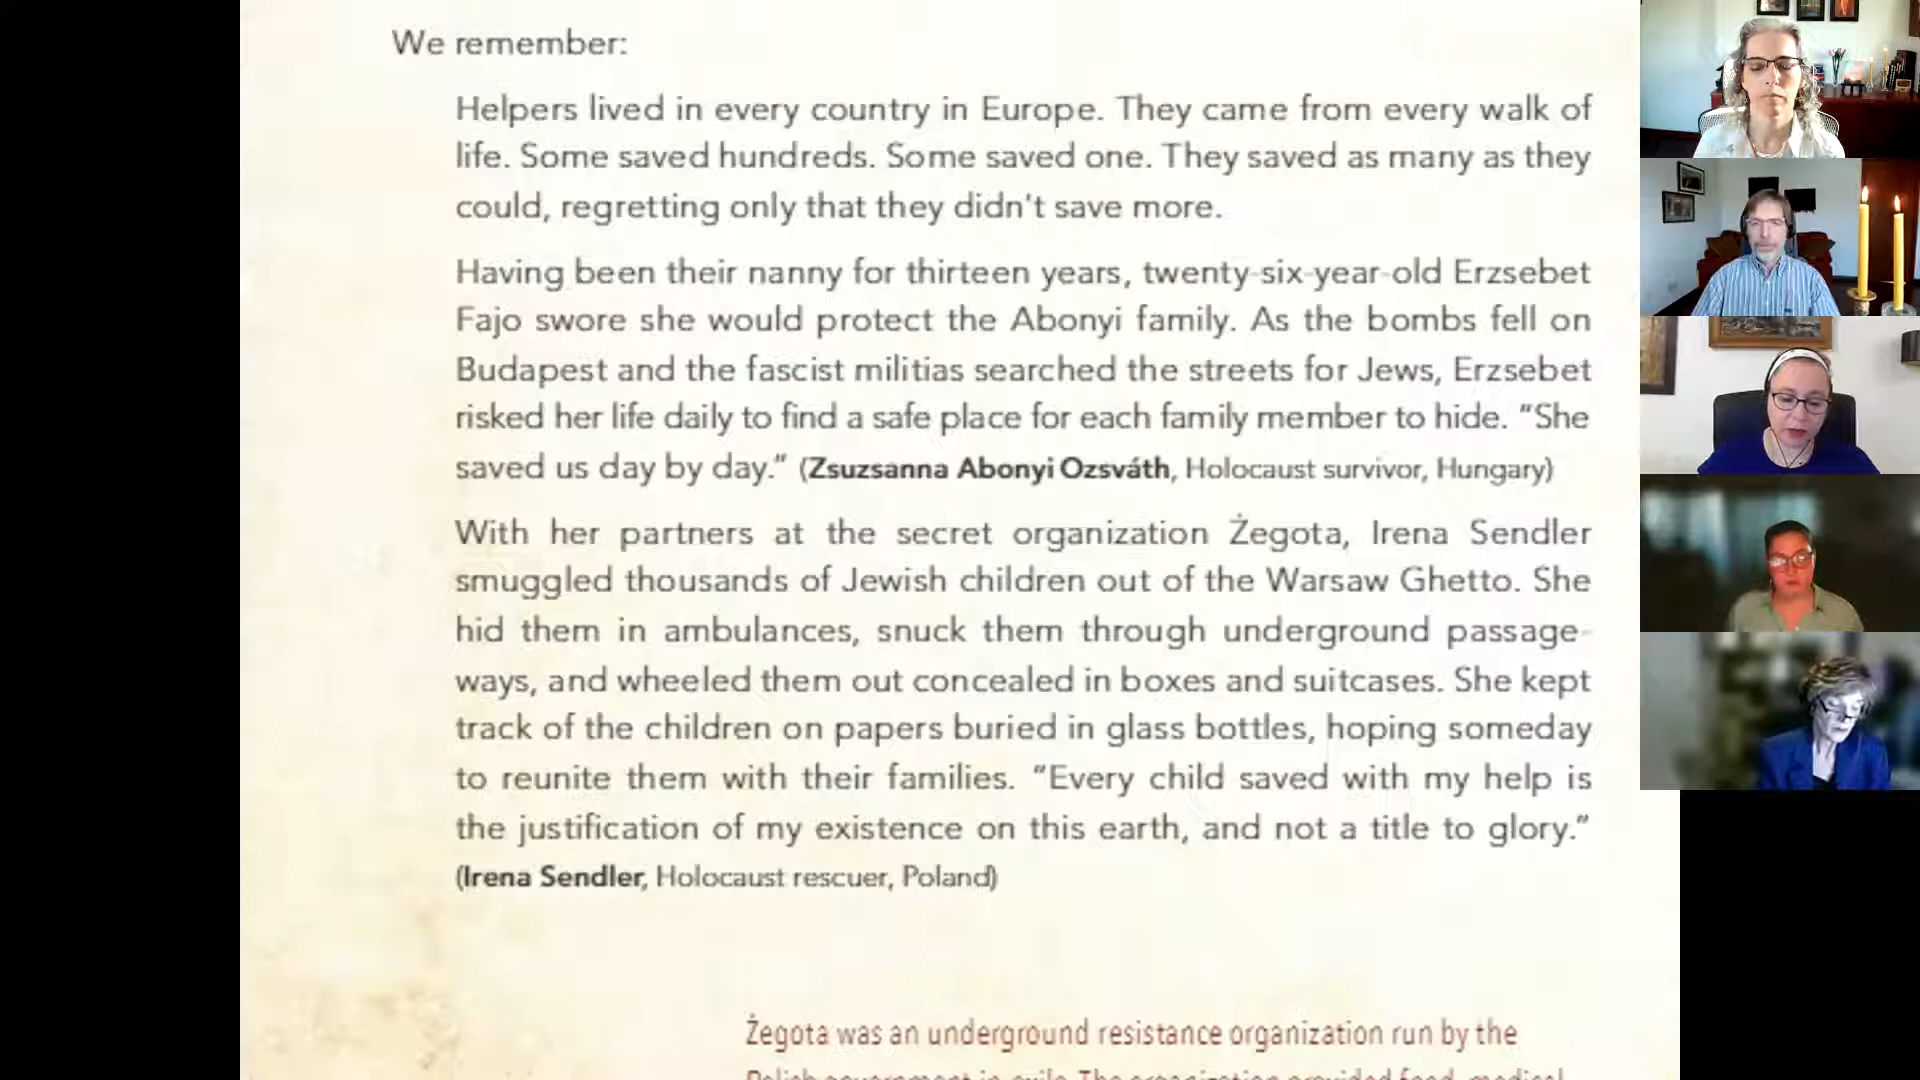 We remember:
Helpers lived in every country in Europe. They came from every walk of
life. Some saved hundreds. Some saved one. They saved as many as they
could, regretting only that they didn't save more.
Having been their nanny for thirteen years, twenty-six-year-old Erzsebet
Fajo swore she would protect the Abonyi family. As the bombs fell on
Budapest and the fascist militias searched the streets for Jews, Erzsebet
risked her life daily to find a safe place for each family member to hide. “She
saved us day by day.” (Zsuzsanna Abonyi Ozsváth, Holocaust survivor, Hungary)
With her partners at the secret organization Żegota, Irena Sendler
smuggled thousands of Jewish children out of the Warsaw Ghetto. She
hid them in ambulances, snuck them through underground passage-
ways, and wheeled them out concealed in boxes and suitcases. She kept
track of the children on papers buried in glass bottles, hoping someday
to reunite them with their families. “Every child saved with my help is
the justification of my existence on this earth, and not a title to glory.”
(Irena Sendler, Holocaust rescuer, Poland)
Żegota was an underground resistance organization run by the
Polish government in exile. The organization provided food, medical